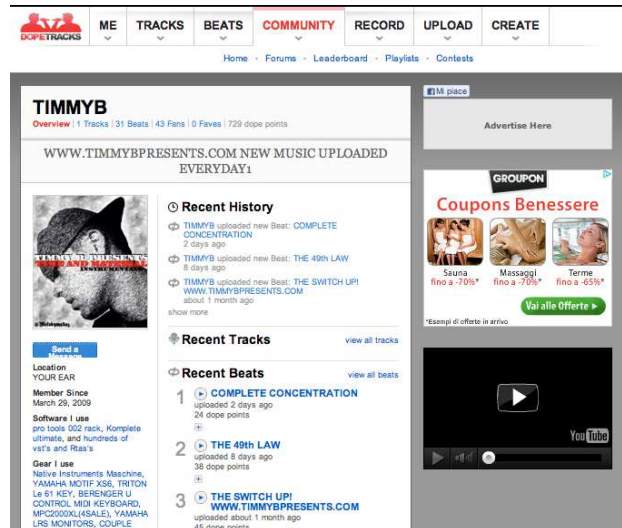 DOPETRACKS
ME TRACKS BEATS COMMUNITY RECORD UPLOAD CREATE
Home - Forums - Leaderboard - Playlists - Contests
TIMMYB
Overview | 1 Tracks | 31 Beats | 43 Fans | 0 Faves | 729 dope points
WWW.TIMMYBPRESENTS.COM NEW MUSIC UPLOADED
EVERYDAY1
TIMMY B PRESENTS
INSTRUMENTALS
Send a
Message
Location
YOUR EAR
Member Since
March 29, 2009
Software I use
pro tools 002 rack, Komplete
ultimate, and hundreds of
vst's and Rtas's
Gear I use
Native Instruments Maschine,
YAMAHA MOTIF XS6, TRITON
Le 61 KEY, BERENGER U
CONTROL MIDI KEYBOARD,
MPC2000XL(4SALE), YAMAHA
LRS MONITORS, COUPLE
Recent History
TIMMYB uploaded new Beat: COMPLETE
CONCENTRATION
2 days ago
TIMMYB uploaded new Beat: THE 49th LAW
8 days ago
TIMMYB uploaded new Beat: THE SWITCH UP!
WWW.TIMMYBPRESENTS.COM
about 1 month ago
show more
Recent Tracks view all tracks
Recent Beats view all beats
1 COMPLETE CONCENTRATION
uploaded 2 days ago
24 dope points
+
2 THE 49th LAW
uploaded 8 days ago
38 dope points
+
3 THE SWITCH UP!
WWW.TIMMYBPRESENTS.COM
uploaded about 1 month ago
45 dope points
Mi piace
Advertise Here
GROUPON
Coupons Benessere
Sauna Massaggi Terme
fino a -70%* fino a -70%* fino a -65%*
Vai alle Offerte
*Esempi di offerte in arrivo
YouTube